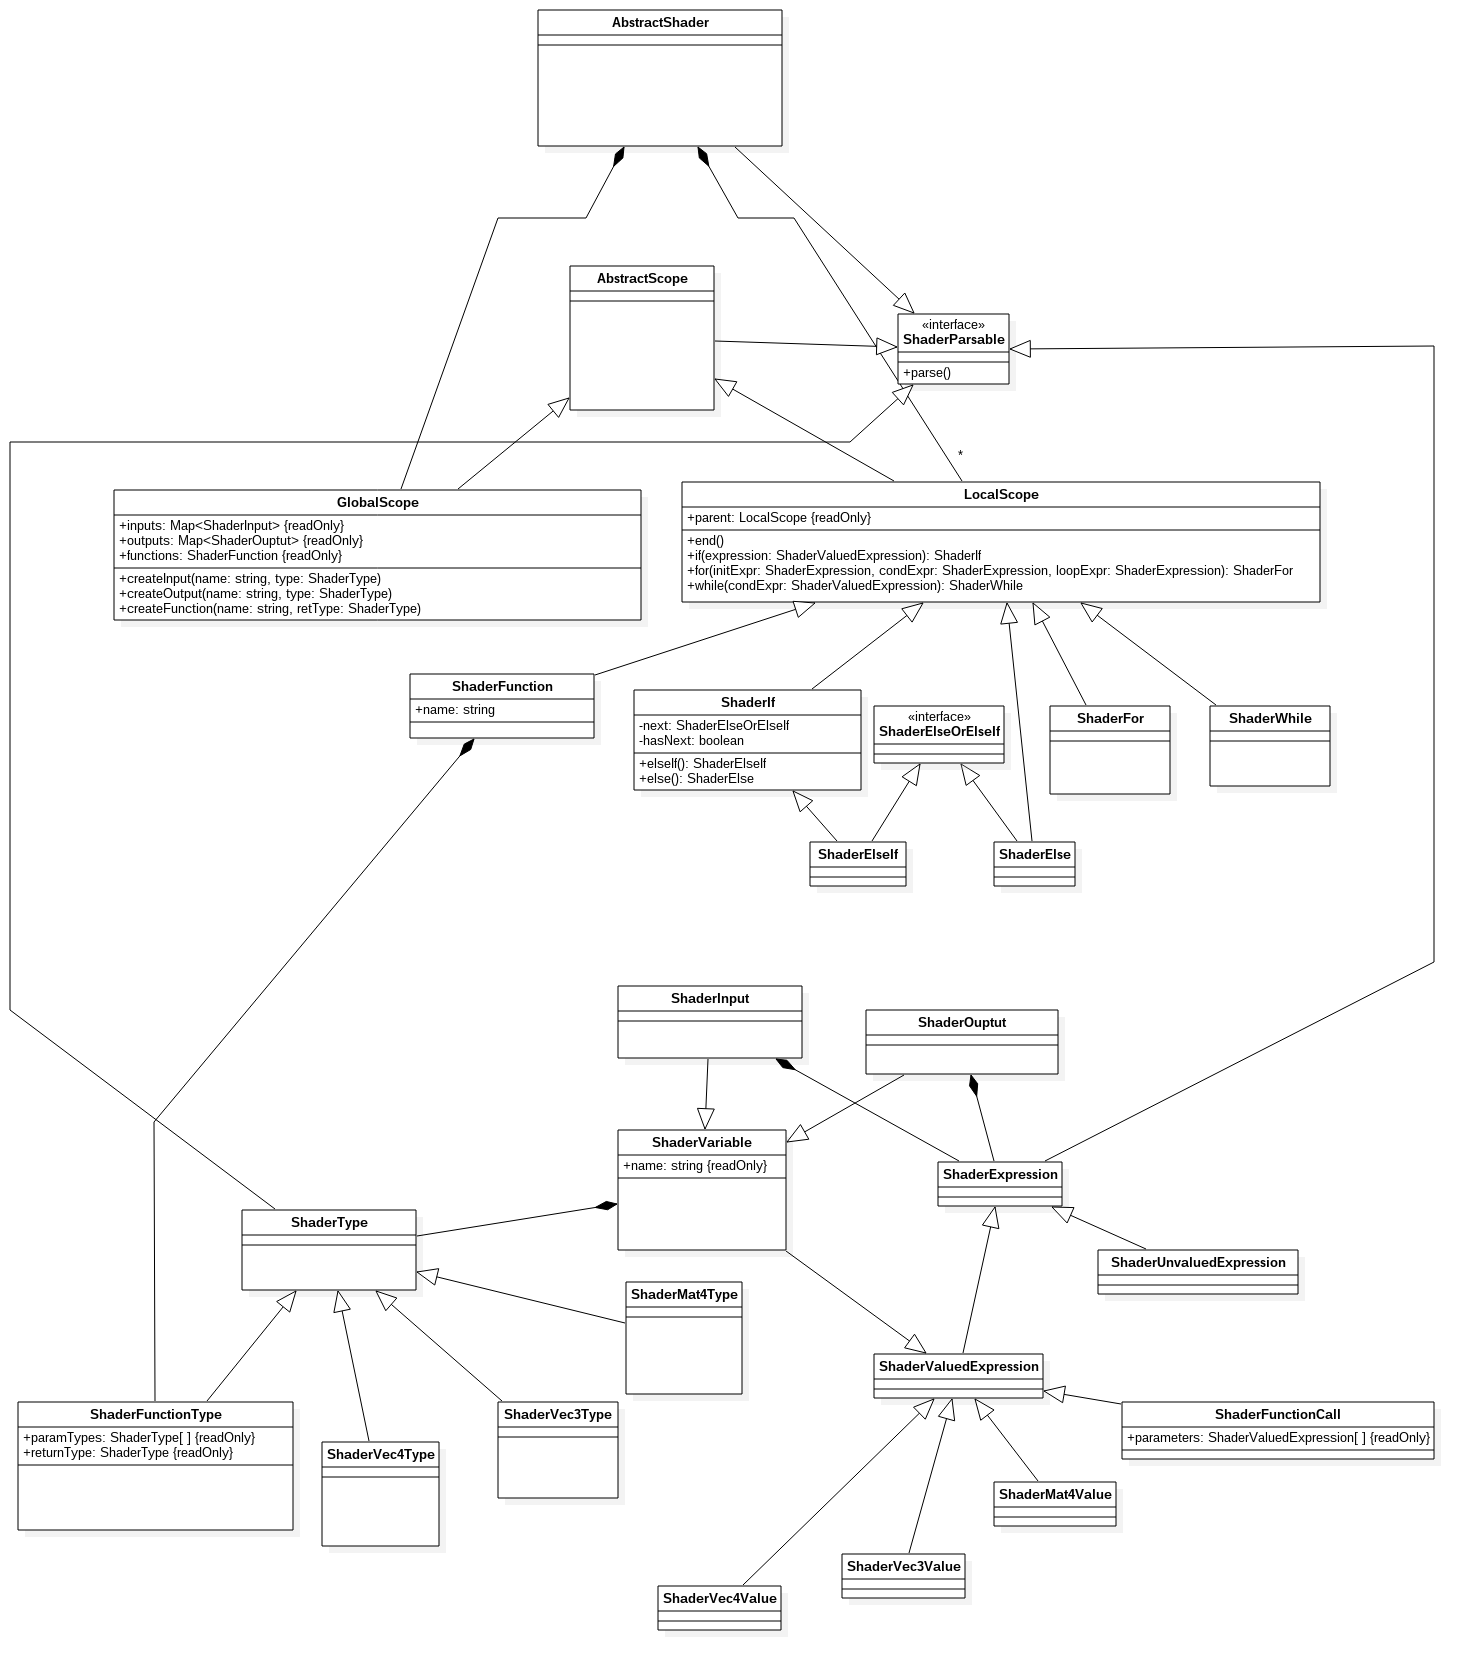 AbstractShader
AbstractScope
«interface»
ShaderParsable
+parse()
*
GlobalScope
+inputs: Map<ShaderInput> {readOnly}
+outputs: Map<ShaderOuptut> {readOnly}
+functions: ShaderFunction {readOnly}
+createInput(name: string, type: ShaderType)
+createOutput(name: string, type: ShaderType)
+createFunction(name: string, retType: ShaderType)
LocalScope
+parent: LocalScope {readOnly}
+end()
+if(expression: ShaderValuedExpression): ShaderIf
+for(initExpr: ShaderExpression, condExpr: ShaderExpression, loopExpr: ShaderExpression): ShaderFor
+while(condExpr: ShaderValuedExpression): ShaderWhile
ShaderFunction
+name: string
ShaderIf
-next: ShaderElseOrElseIf
-hasNext: boolean
+elseIf(): ShaderElseIf
+else(): ShaderElse
«interface»
ShaderElseOrElseIf
ShaderFor
ShaderWhile
ShaderElseIf
ShaderElse
ShaderInput
ShaderOuptut
ShaderVariable
+name: string {readOnly}
ShaderExpression
ShaderType
ShaderUnvaluedExpression
ShaderMat4Type
ShaderValuedExpression
ShaderFunctionType
+paramTypes: ShaderType[ ] {readOnly}
+returnType: ShaderType {readOnly}
ShaderVec4Type
ShaderVec3Type
ShaderFunctionCall
+parameters: ShaderValuedExpression[ ] {readOnly}
ShaderMat4Value
ShaderVec3Value
ShaderVec4Value